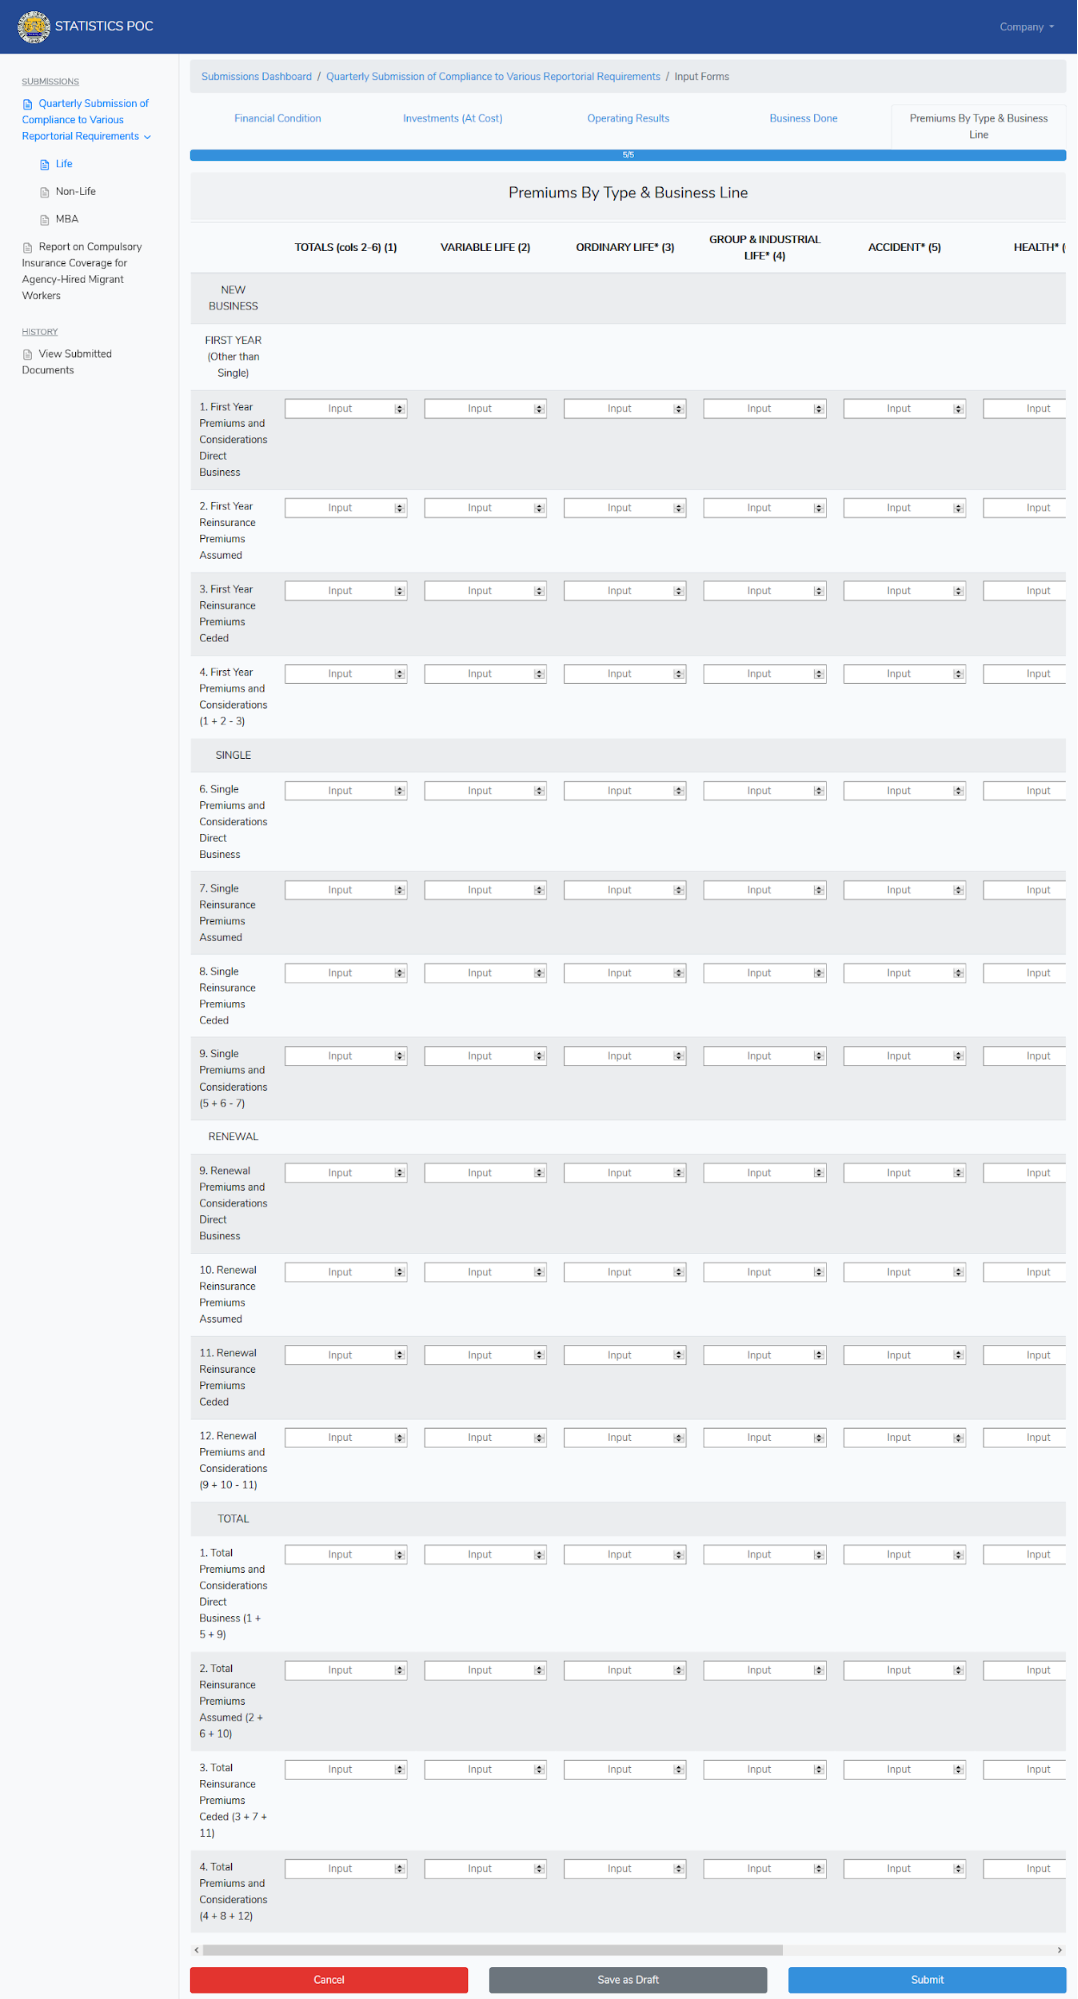 STATISTICS POC
Company
SUBMISSIONS
Quarterly Submission of
Compliance to Various
Reportorial Requirements
Life
Non-Life
MBA
Report on Compulsory
Insurance Coverage for
Agency-Hired Migrant
Workers
HISTORY
View Submitted
Documents
Submissions Dashboard / Quarterly Submission of Compliance to Various Reportorial Requirements / Input Forms
Financial Condition
Investments (At Cost)
Operating Results
Business Done
Premiums By Type & Business
Line
5/5
Premiums By Type & Business Line
TOTALS (cols 2-6) (1)
VARIABLE LIFE (2)
ORDINARY LIFE* (3)
GROUP & INDUSTRIAL
LIFE* (4)
ACCIDENT* (5)
HEALTH* (
NEW
BUSINESS
FIRST YEAR
(Other than
Single)
1. First Year
Premiums and
Considerations
Direct
Business
Input Input Input Input Input Input
2. First Year
Reinsurance
Premiums
Assumed
Input Input Input Input Input Input
3. First Year
Reinsurance
Premiums
Ceded
Input Input Input Input Input Input
4. First Year
Premiums and
Considerations
(1 + 2 - 3)
Input Input Input Input Input Input
SINGLE
6. Single
Premiums and
Considerations
Direct
Business
Input Input Input Input Input Input
7. Single
Reinsurance
Premiums
Assumed
Input Input Input Input Input Input
8. Single
Reinsurance
Premiums
Ceded
Input Input Input Input Input Input
9. Single
Premiums and
Considerations
(5 + 6 - 7)
Input Input Input Input Input Input
RENEWAL
9. Renewal
Premiums and
Considerations
Direct
Business
Input Input Input Input Input Input
10. Renewal
Reinsurance
Premiums
Assumed
Input Input Input Input Input Input
11. Renewal
Reinsurance
Premiums
Ceded
Input Input Input Input Input Input
12. Renewal
Premiums and
Considerations
(9 + 10 - 11)
Input Input Input Input Input Input
TOTAL
1. Total
Premiums and
Considerations
Direct
Business (1 +
5 + 9)
Input Input Input Input Input Input
2. Total
Reinsurance
Premiums
Assumed (2 +
6 + 10)
Input Input Input Input Input Input
3. Total
Reinsurance
Premiums
Ceded (3 + 7 +
11)
Input Input Input Input Input Input
4. Total
Premiums and
Considerations
(4 + 8 + 12)
Input Input Input Input Input Input
Cancel
Save as Draft
Submit